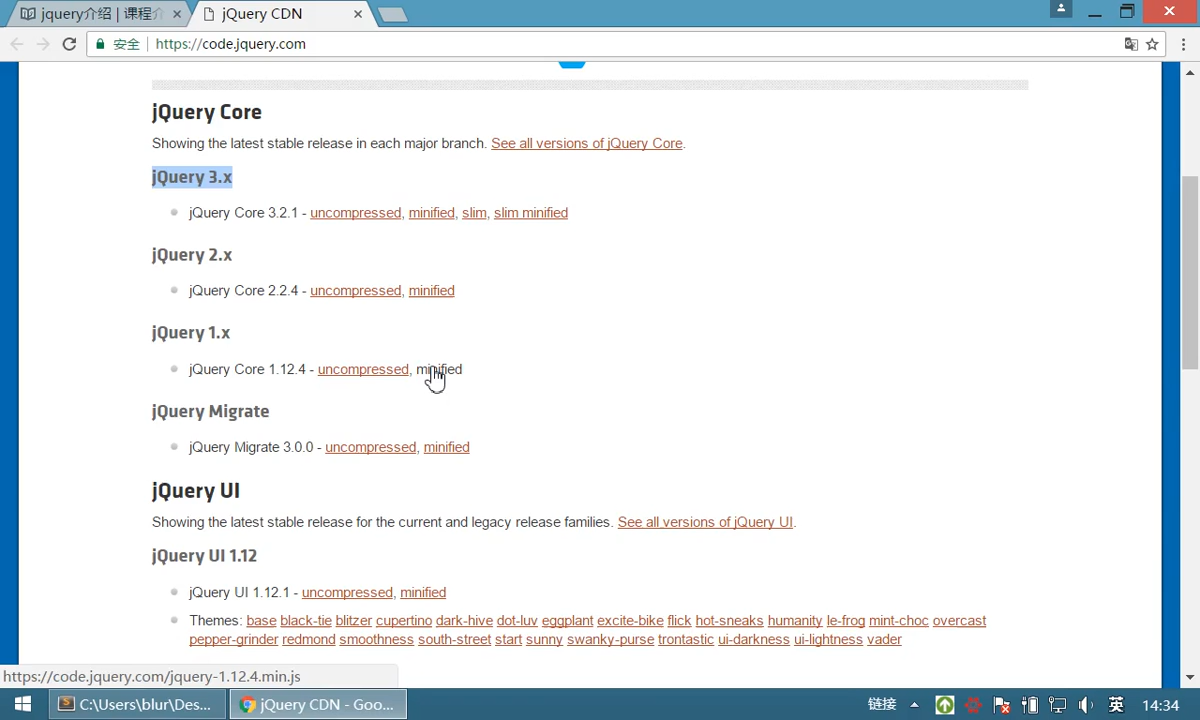 jquery介绍 | 课程介
jQuery CDN
安全 | https://code.jquery.com
jQuery Core
Showing the latest stable release in each major branch. See all versions of jQuery Core.
jQuery 3.x
jQuery Core 3.2.1 - uncompressed, minified, slim, slim minified
jQuery 2.x
jQuery Core 2.2.4 - uncompressed, minified
jQuery 1.x
jQuery Core 1.12.4 - uncompressed, minified
jQuery Migrate
jQuery Migrate 3.0.0 - uncompressed, minified
jQuery UI
Showing the latest stable release for the current and legacy release families. See all versions of jQuery UI.
jQuery UI 1.12
jQuery UI 1.12.1 - uncompressed, minified
Themes: base black-tie blitzer cupertino dark-hive dot-luv eggplant excite-bike flick hot-sneaks humanity le-frog mint-choc overcast
pepper-grinder redmond smoothness south-street start sunny swanky-purse trontastic ui-darkness ui-lightness vader
https://code.jquery.com/jquery-1.12.4.min.js
C:\Users\blur\Des...
jQuery CDN - Goo...
链接
英
14:34